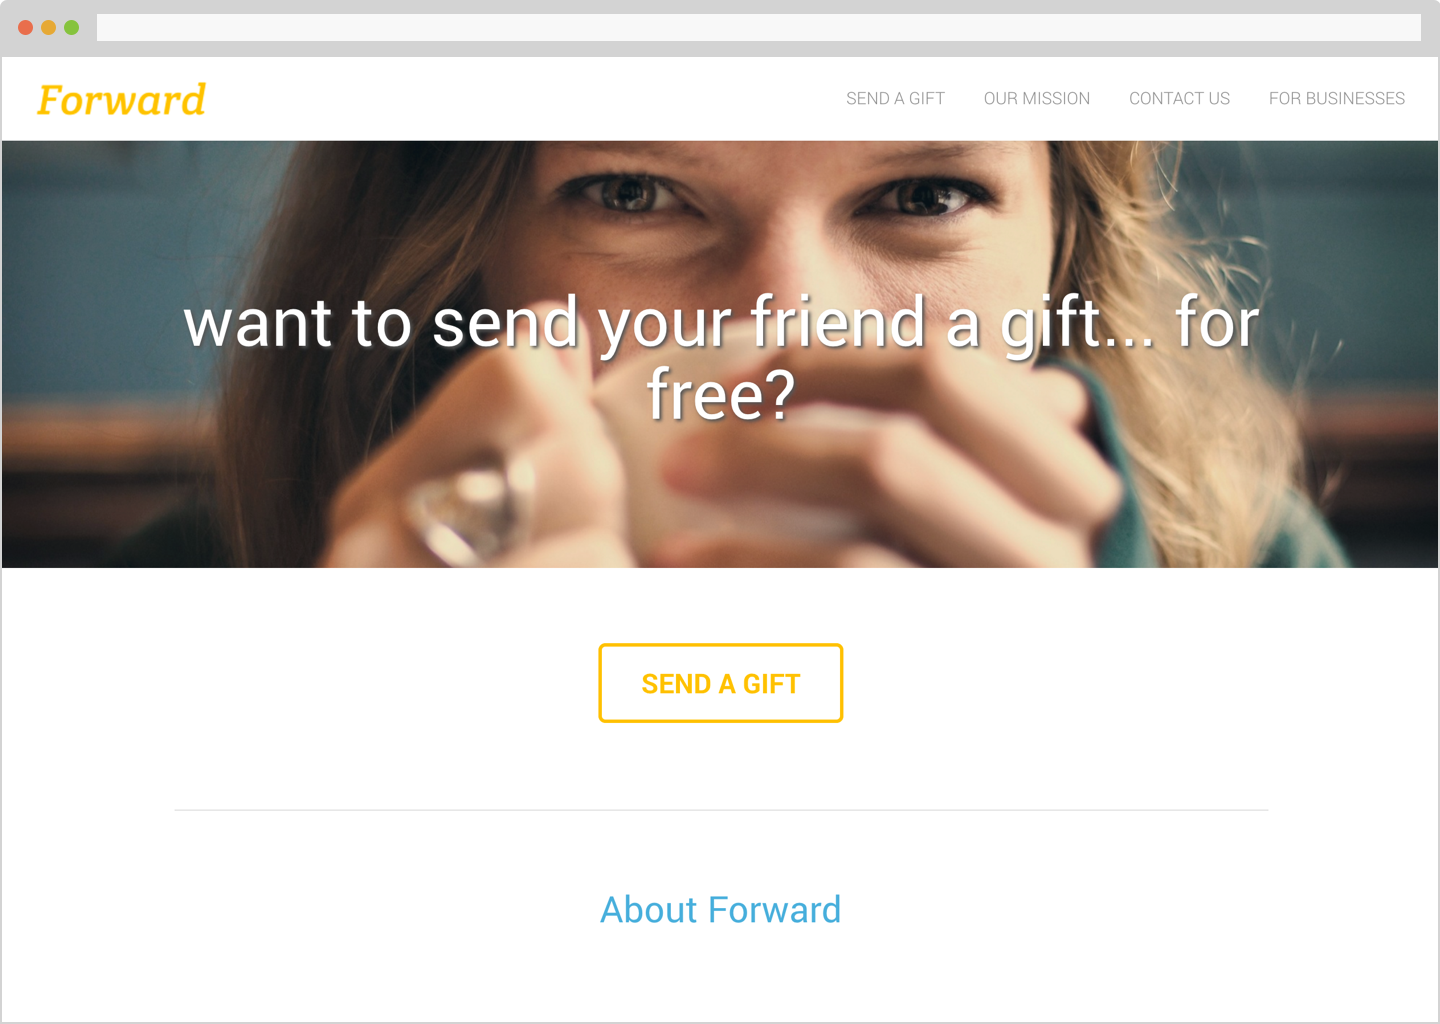 Forward
SEND A GIFT
OUR MISSION
CONTACT US
FOR BUSINESSES
want to send your friend a gift... for
free?
SEND A GIFT
About Forward